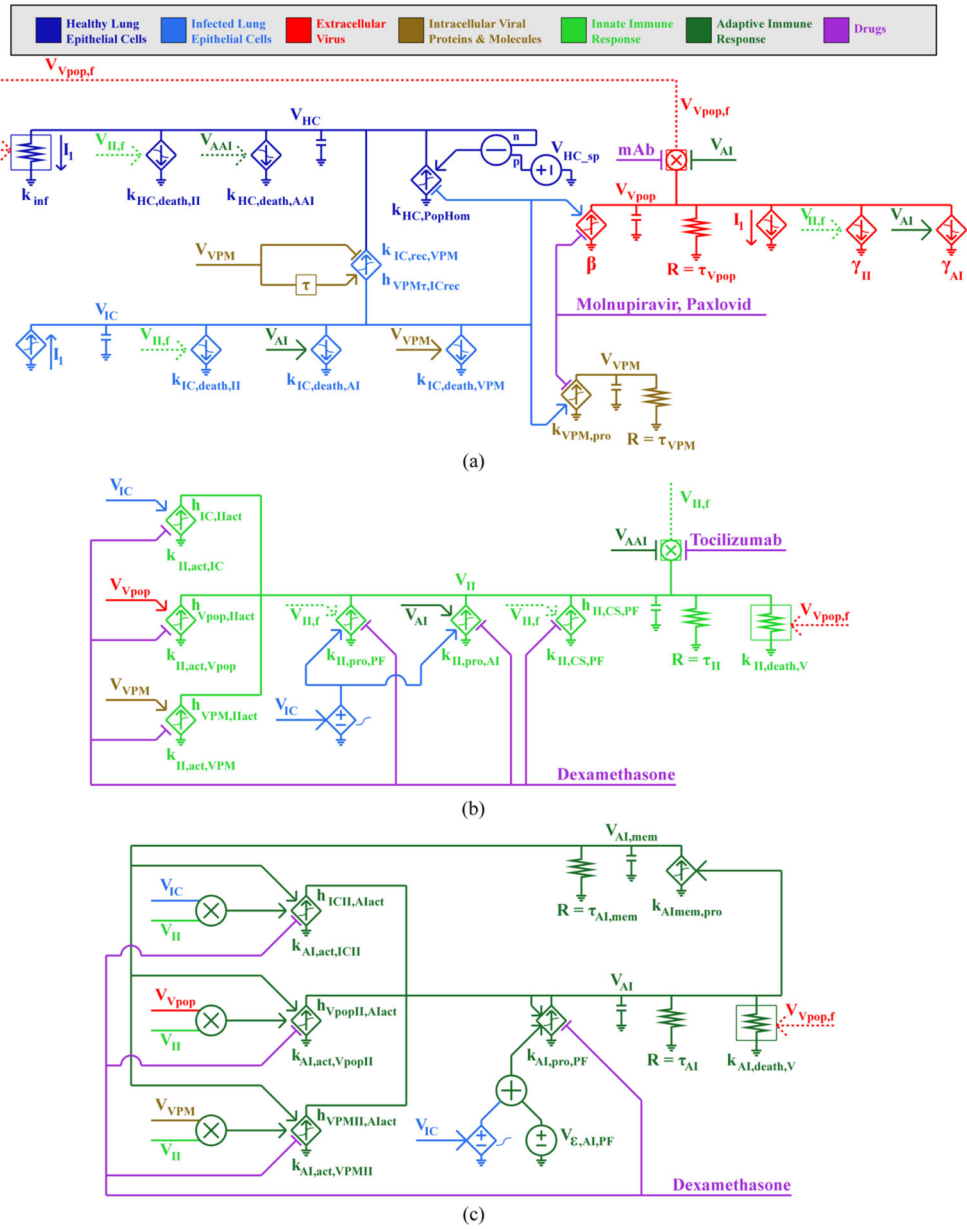 Healthy Lung
Epithelial Cells
Infected Lung
Epithelial Cells
Extracellular
Virus
Intracellular Viral
Proteins & Molecules
Innate Immune
Response
Adaptive Immune
Response
Drugs
V_Vpop,f
V_Vpop,f
V_HC
V_II,f
V_AAI
I_1
n
p
V_HC_sp
+ -
mAb
V_AI
k_inf
k_HC,death,II
k_HC,death,AAI
k_HC,PopHom
V_Vpop
I_1
V_II,f
V_AI
β
R = τ_Vpop
γ_II
γ_AI
V_VPM
τ
k_IC,rec,VPM
h_VPMτ,ICrec
Molnupiravir, Paxlovid
V_IC
I_1
V_II,f
V_AI
V_VPM
k_IC,death,II
k_IC,death,AI
k_IC,death,VPM
V_VPM
k_VPM,pro
R = τ_VPM
(a)
V_IC
h_IC,IIact
k_II,act,IC
V_II,f
V_AAI
Tocilizumab
V_Vpop
h_Vpop,IIact
k_II,act,Vpop
V_II
V_II,f
V_AI
V_II,f
h_II,CS,PF
V_Vpop,f
k_II,pro,PF
k_II,pro,AI
k_II,CS,PF
R = τ_II
k_II,death,V
V_VPM
h_VPM,IIact
k_II,act,VPM
V_IC
+
-
Dexamethasone
(b)
V_AI,mem
V_IC
V_II
h_ICII,AIact
k_AI,act,ICII
R = τ_AI,mem
k_AImem,pro
V_Vpop
V_II
h_VpopII,AIact
k_AI,act,VpopII
V_AI
V_Vpop,f
k_AI,pro,PF
R = τ_AI
k_AI,death,V
V_VPM
V_II
h_VPMII,AIact
k_AI,act,VPMII
V_IC
+
-
+
+
-
V_ε,AI,PF
Dexamethasone
(c)